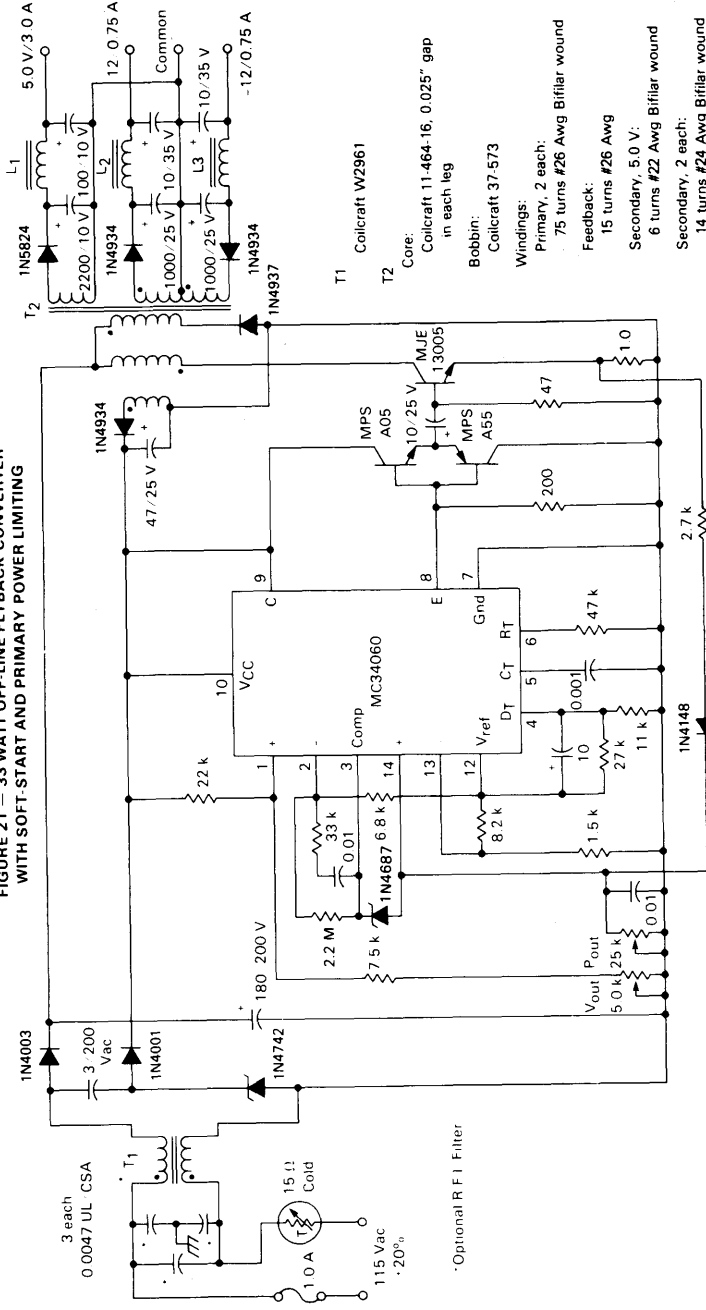 FIGURE 21 — 33 WATT OFF-LINE FLYBACK CONVERTER
WITH SOFT-START AND PRIMARY POWER LIMITING
3 each
0.0047 UL CSA
T1
1.0 A
15 Ω
Cold
T
115 Vac
20%
*Optional R F I Filter
1N4003
3/200
Vac
1N4001
1N4742
180 200 V
22 k
10
VCC
9
C
MC34060
1
+
2
-
3
Comp
14
+
13
-
12
Vref
DT
4
CT
5
RT
6
Gnd
7
E
8
33 k
0.01
2.2 M
6.8 k
1N4687
7.5 k
8.2 k
1.5 k
10
27 k
11 k
0.001
47 k
200
Vout
5.0 k
Pout
25 k
0.01
1N4148
2.7 k
1N4934
47/25 V
MPS
A05
10/25 V
MPS
A55
MJE
13005
47
1.0
1N4937
T2
1N5824
L1
5.0 V/3.0 A
2200/10 V
100/10 V
1N4934
L2
12 0.75 A
1000/25 V
10/35 V
Common
1000/25 V
L3
10/35 V
1N4934
-12/0.75 A
T1
Coilcraft W2961
T2
Core:
Coilcraft 11-464-16, 0.025" gap
in each leg
Bobbin:
Coilcraft 37-573
Windings:
Primary, 2 each:
75 turns #26 Awg Bifilar wound
Feedback:
15 turns #26 Awg
Secondary, 5.0 V:
6 turns #22 Awg Bifilar wound
Secondary, 2 each:
14 turns #24 Awg Bifilar wound